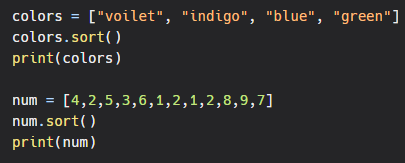 colors = ["voilet", "indigo", "blue", "green"]
colors.sort()
print(colors)
num = [4,2,5,3,6,1,2,1,2,8,9,7]
num.sort()
print(num)